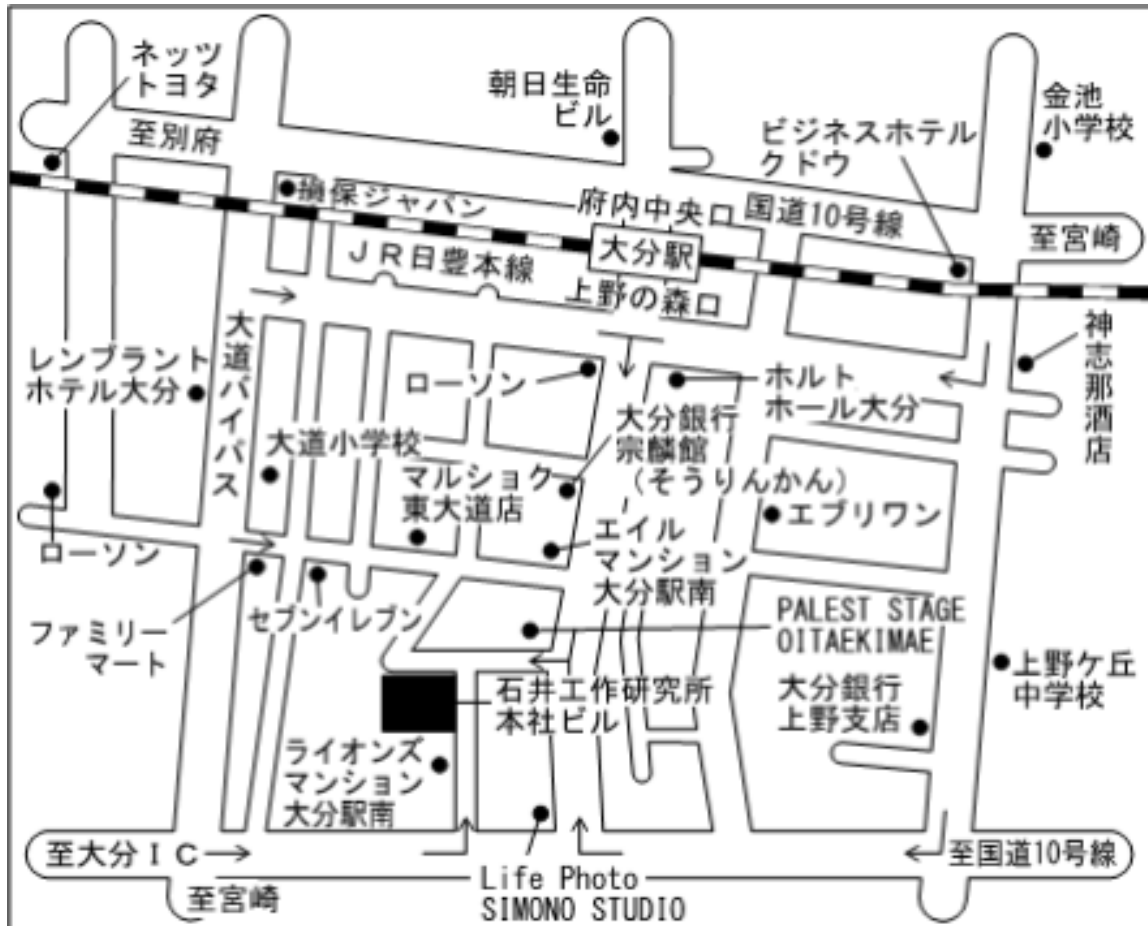 ネッツ
トヨタ
至別府
朝日生命
ビル
金池
小学校
ビジネスホテル
クドウ
損保ジャパン
府内中央口
国道10号線
至宮崎
大分駅
JR日豊本線
上野の森口
神志那酒店
大道バイパス
レンブラント
ホテル大分
ローソン
ホルト
ホール大分
大分銀行
宗麟館
(そうりんかん)
大道小学校
マルショク
東大道店
エブリワン
エイル
マンション
大分駅南
ローソン
ファミリー
マート
セブンイレブン
PALEST STAGE
OITAEKIMAE
上野ケ丘
中学校
石井工作研究所
本社ビル
大分銀行
上野支店
ライオンズ
マンション
大分駅南
至大分IC
至国道10号線
至宮崎
Life Photo
SIMONO STUDIO